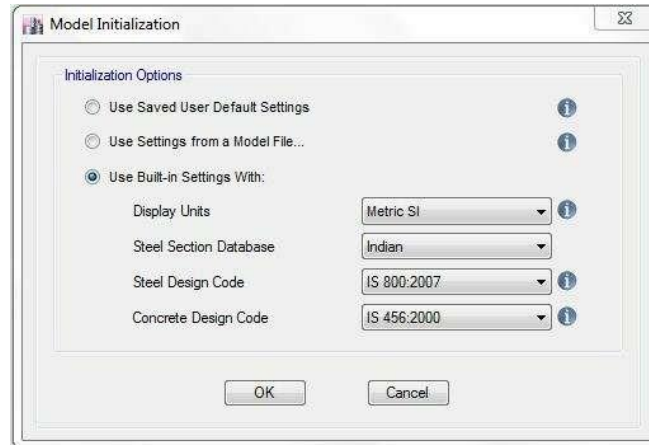 Model Initialization
Initialization Options
Use Saved User Default Settings
Use Settings from a Model File...
Use Built-in Settings With:
Display Units Metric SI
Steel Section Database Indian
Steel Design Code IS 800:2007
Concrete Design Code IS 456:2000
OK Cancel